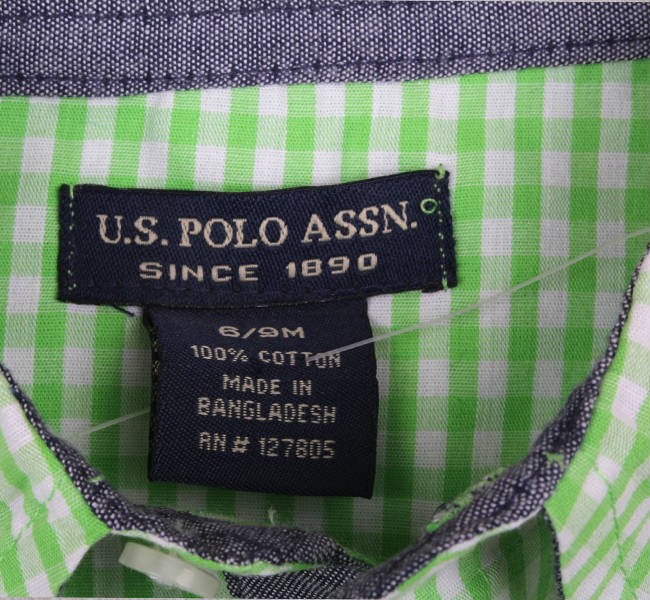 U.S. POLO ASSN.
SINCE 1890
6/9M
100% COTTON
MADE IN
BANGLADESH
RN# 127805